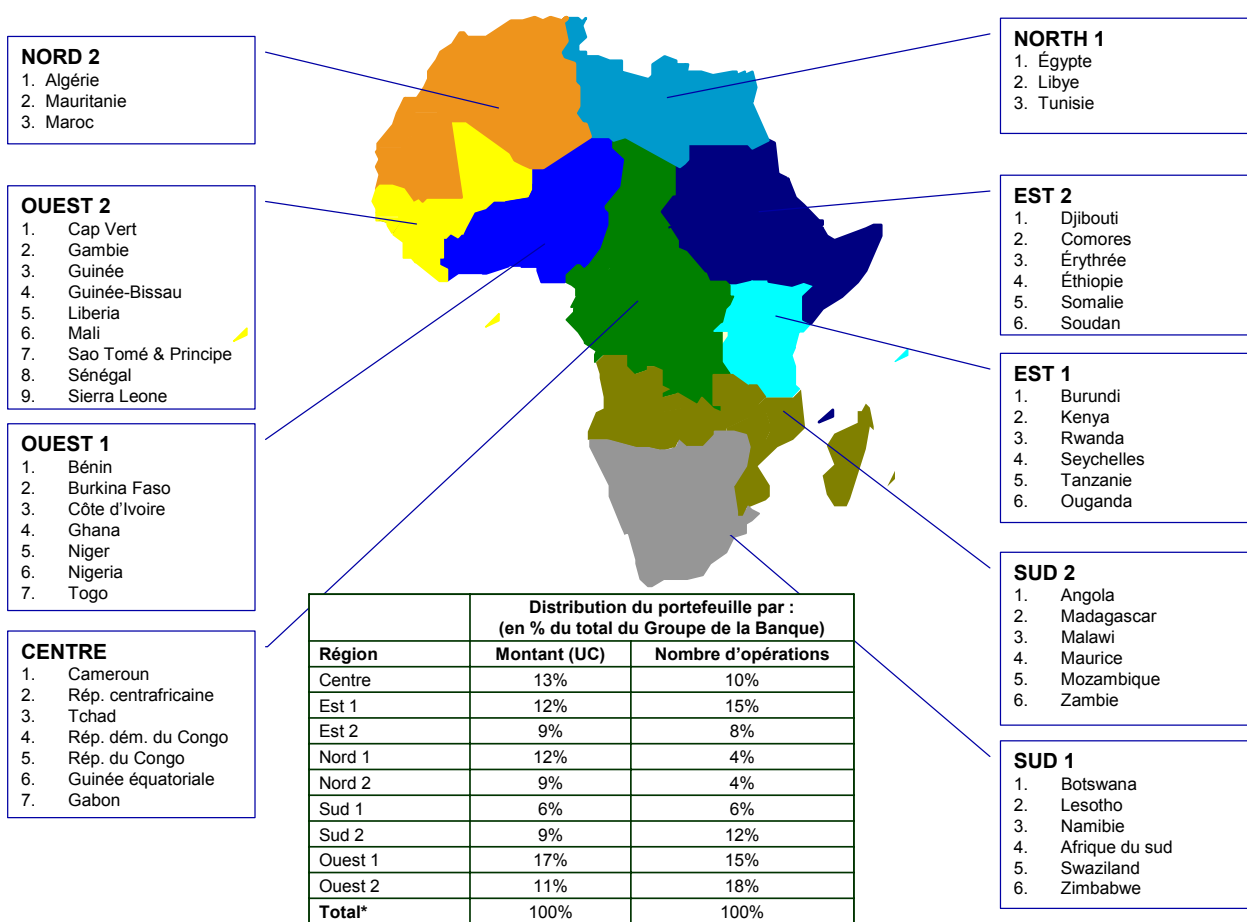 NORD 2
1. Algérie
2. Mauritanie
3. Maroc
OUEST 2
1. Cap Vert
2. Gambie
3. Guinée
4. Guinée-Bissau
5. Liberia
6. Mali
7. Sao Tomé & Principe
8. Sénégal
9. Sierra Leone
OUEST 1
1. Bénin
2. Burkina Faso
3. Côte d'Ivoire
4. Ghana
5. Niger
6. Nigeria
7. Togo
CENTRE
1. Cameroun
2. Rép. centrafricaine
3. Tchad
4. Rép. dém. du Congo
5. Rép. du Congo
6. Guinée équatoriale
7. Gabon
NORTH 1
1. Égypte
2. Libye
3. Tunisie
EST 2
1. Djibouti
2. Comores
3. Érythrée
4. Éthiopie
5. Somalie
6. Soudan
EST 1
1. Burundi
2. Kenya
3. Rwanda
4. Seychelles
5. Tanzanie
6. Ouganda
SUD 2
1. Angola
2. Madagascar
3. Malawi
4. Maurice
5. Mozambique
6. Zambie
SUD 1
1. Botswana
2. Lesotho
3. Namibie
4. Afrique du sud
5. Swaziland
6. Zimbabwe
Distribution du portefeuille par :
(en % du total du Groupe de la Banque)
Région Montant (UC) Nombre d'opérations
Centre 13% 10%
Est 1 12% 15%
Est 2 9% 8%
Nord 1 12% 4%
Nord 2 9% 4%
Sud 1 6% 6%
Sud 2 9% 12%
Ouest 1 17% 15%
Ouest 2 11% 18%
Total* 100% 100%